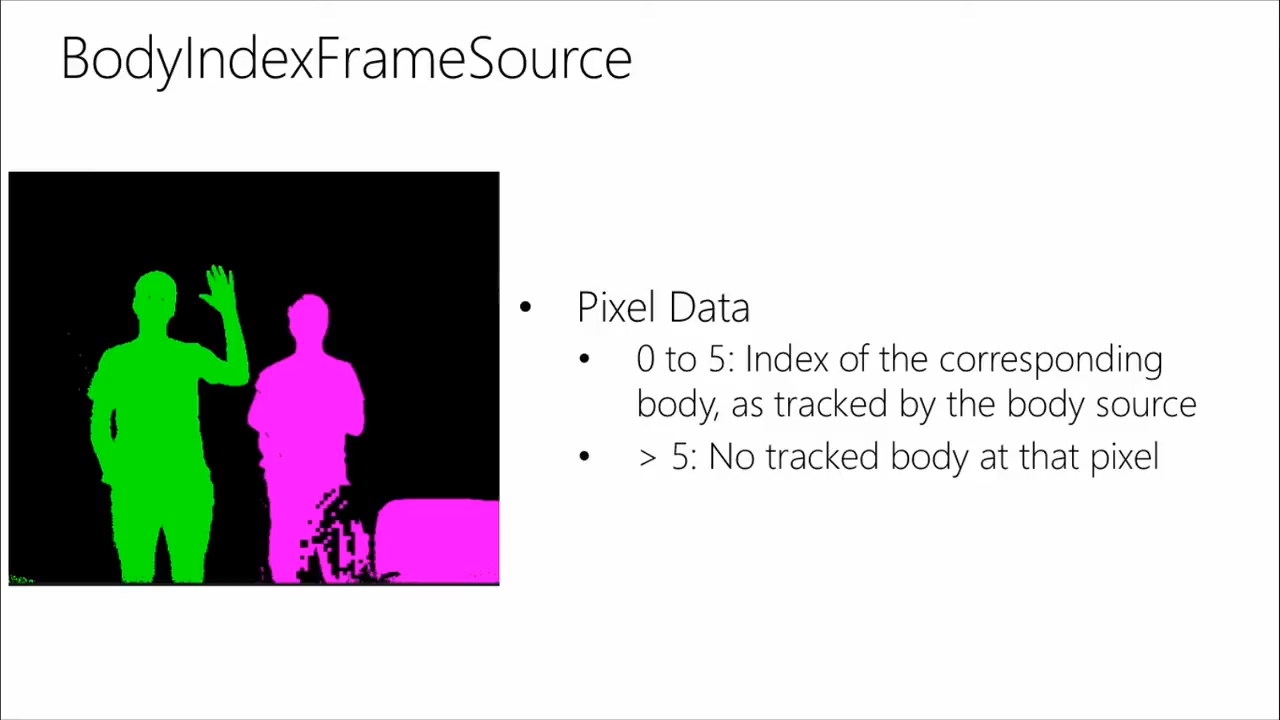 BodyIndexFrameSource
• Pixel Data
• 0 to 5: Index of the corresponding
body, as tracked by the body source
• > 5: No tracked body at that pixel